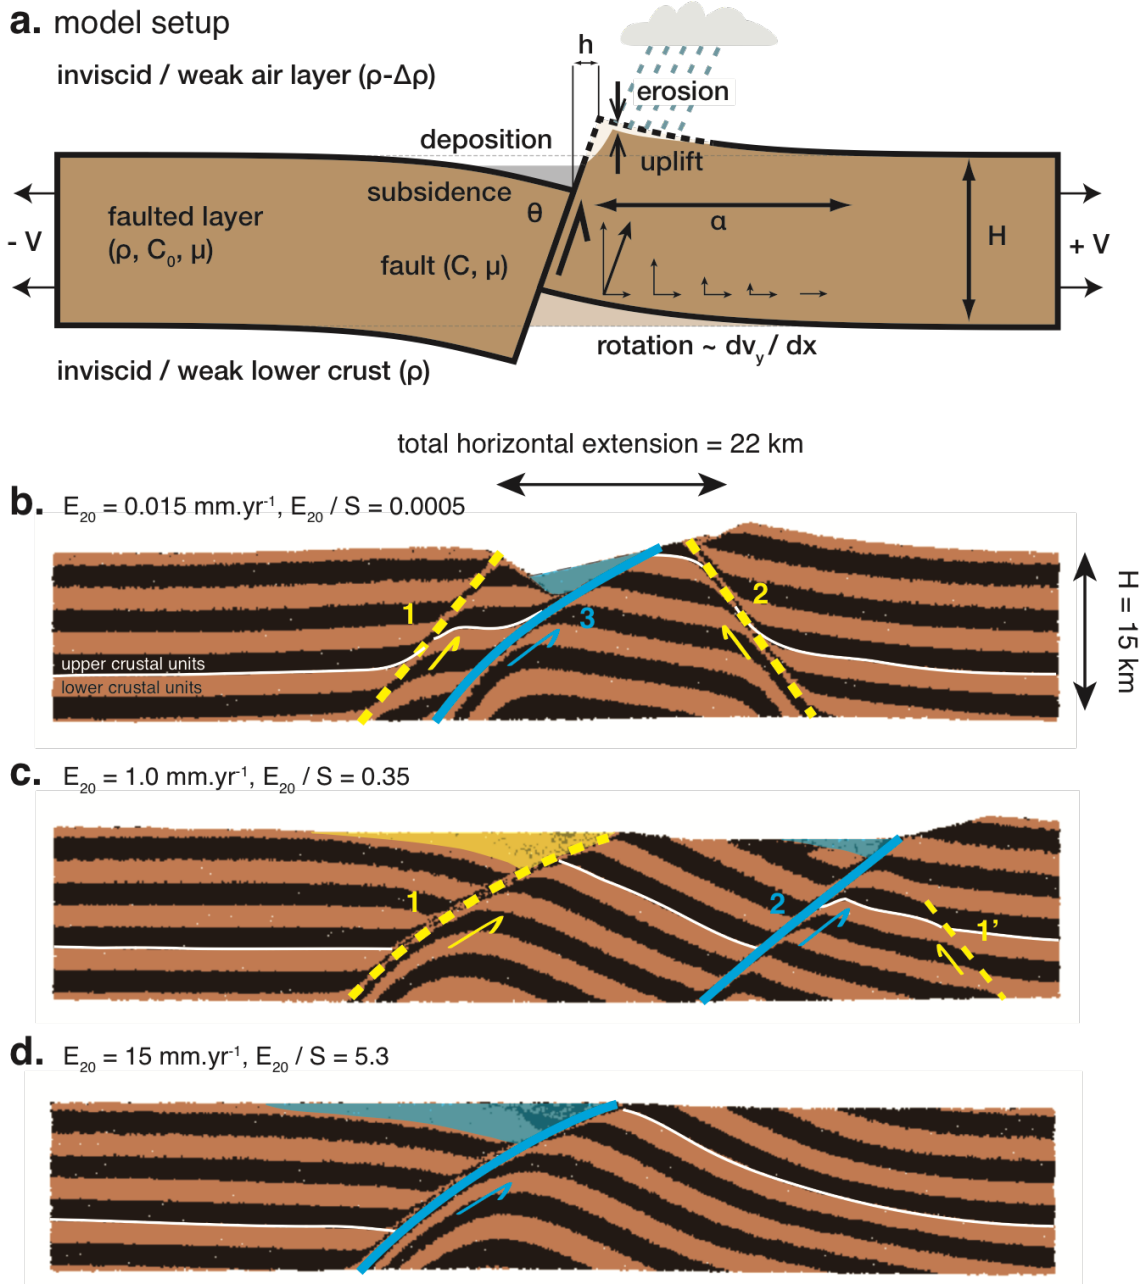 a. model setup
inviscid / weak air layer (ρ-Δρ)
h
erosion
deposition
uplift
subsidence
θ
α
faulted layer
(ρ, C₀, μ)
- V
fault (C, μ)
H
+ V
rotation ~ dvᵧ / dx
inviscid / weak lower crust (ρ)
total horizontal extension = 22 km
b. E₂₀ = 0.015 mm.yr⁻¹, E₂₀ / S = 0.0005
1
2
3
upper crustal units
lower crustal units
H = 15 km
c. E₂₀ = 1.0 mm.yr⁻¹, E₂₀ / S = 0.35
1
2
1’
d. E₂₀ = 15 mm.yr⁻¹, E₂₀ / S = 5.3